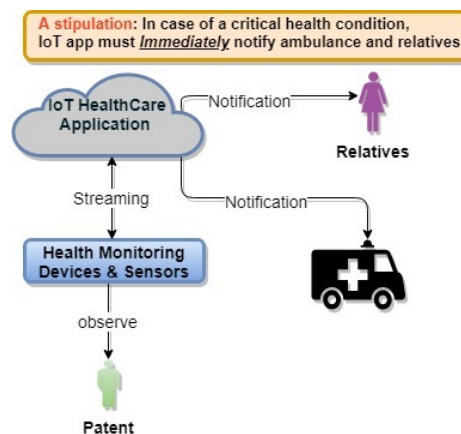 A stipulation: In case of a critical health condition,
IoT app must Immediately notify ambulance and relatives
IoT HealthCare
Application
Notification
Relatives
Streaming
Notification
Health Monitoring
Devices & Sensors
observe
Patent